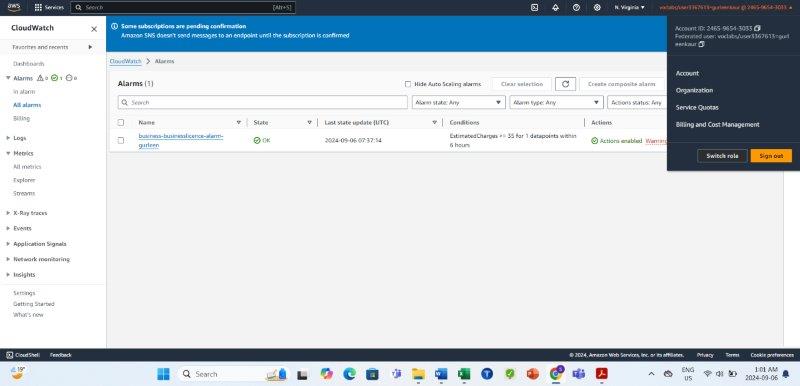 aws
Services
Search
[Alt+S]
N. Virginia
voclabs/user3367613=gurleenkaur @ 2465-9654-3033
CloudWatch
Favorites and recents
Dashboards
Alarms 0 1 0
In alarm
All alarms
Billing
Logs
Metrics
All metrics
Explorer
Streams
X-Ray traces
Events
Application Signals
Network monitoring
Insights
Settings
Getting Started
What's new
Some subscriptions are pending confirmation
Amazon SNS doesn't send messages to an endpoint until the subscription is confirmed
CloudWatch > Alarms
Alarms (1)
Hide Auto Scaling alarms
Clear selection
Create composite alarm
Search
Alarm state: Any
Alarm type: Any
Actions status: Any
Name
State
Last state update (UTC)
Conditions
Actions
business-businesslicence-alarm-
gurleen
OK
2024-09-06 07:37:14
EstimatedCharges >= 35 for 1 datapoints within
6 hours
Actions enabled
Warning
Account ID: 2465-9654-3033
Federated user: voclabs/user3367613=gurl
eenkaur
Account
Organization
Service Quotas
Billing and Cost Management
Switch role
Sign out
CloudShell
Feedback
© 2024, Amazon Web Services, Inc. or its affiliates.
Privacy
Terms
Cookie preferences
19°
Search
ENG
US
1:01 AM
2024-09-06